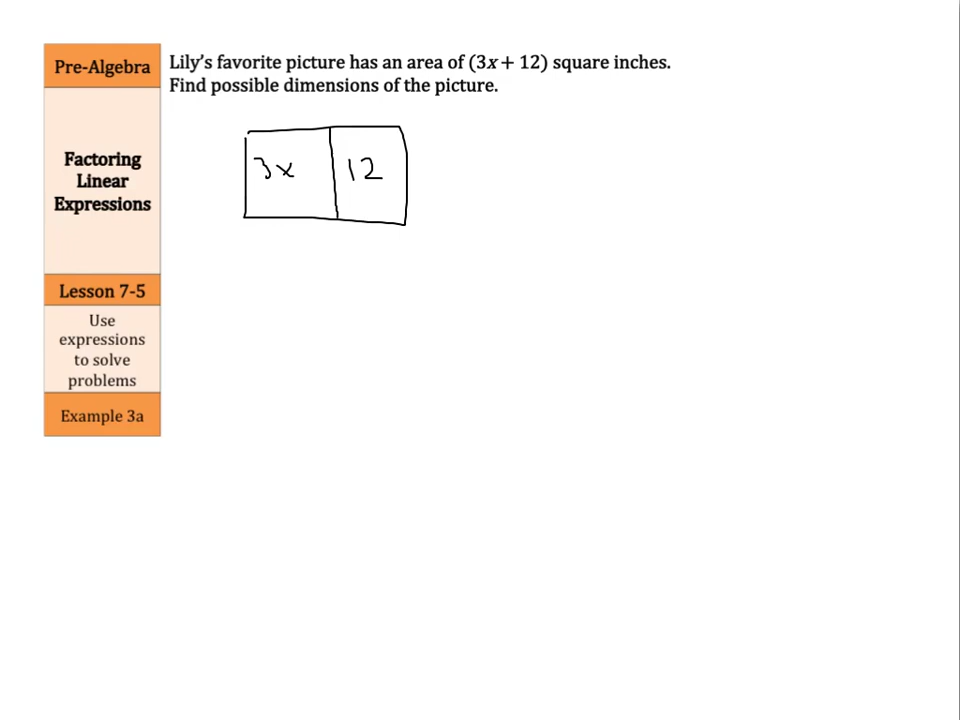 Pre-Algebra
Factoring
Linear
Expressions
Lesson 7-5
Use
expressions
to solve
problems
Example 3a
Lily's favorite picture has an area of (3x + 12) square inches.
Find possible dimensions of the picture.
3x 12